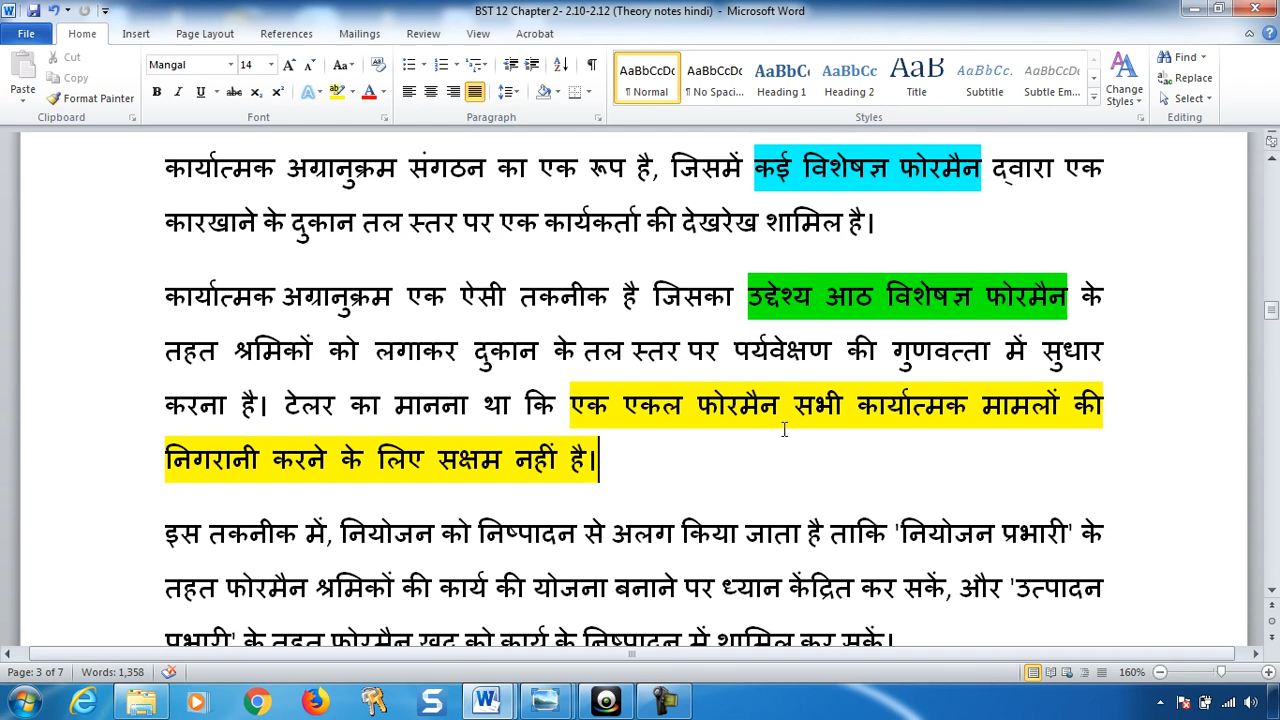 BST 12 Chapter 2- 2.10-2.12 (Theory notes hindi) - Microsoft Word
File Home Insert Page Layout References Mailings Review View Acrobat
Paste
Cut
Copy
Format Painter
Clipboard
Mangal 14
Font
Paragraph
AaBbCcDc AaBbCcDc AaBbC AaBbCc AaB AaBbCc. AaBbCcDc
¶ Normal ¶ No Spaci... Heading 1 Heading 2 Title Subtitle Subtle Em...
Change Styles
Styles
Find
Replace
Select
Editing
कार्यात्मक अग्रानुक्रम संगठन का एक रूप है, जिसमें कई विशेषज्ञ फोरमैन द्वारा एक
कारखाने के दुकान तल स्तर पर एक कार्यकर्ता की देखरेख शामिल है।
कार्यात्मक अग्रानुक्रम एक ऐसी तकनीक है जिसका उद्देश्य आठ विशेषज्ञ फोरमैन के
तहत श्रमिकों को लगाकर दुकान के तल स्तर पर पर्यवेक्षण की गुणवत्ता में सुधार
करना है। टेलर का मानना था कि एक एकल फोरमैन सभी कार्यात्मक मामलों की
निगरानी करने के लिए सक्षम नहीं है।
इस तकनीक में, नियोजन को निष्पादन से अलग किया जाता है ताकि 'नियोजन प्रभारी' के
तहत फोरमैन श्रमिकों की कार्य की योजना बनाने पर ध्यान केंद्रित कर सकें, और 'उत्पादन
प्रभारी' के तहत फोरमैन खुद को कार्य के निष्पादन में शामिल कर सकें।
Page: 3 of 7 Words: 1,358 160%